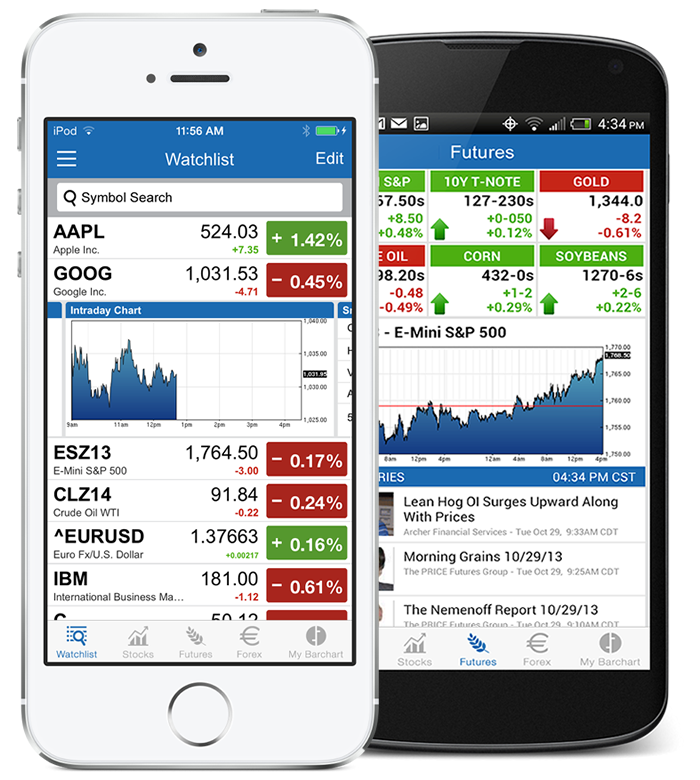 iPod
11:56 AM
Watchlist
Edit
Symbol Search
AAPL 524.03 + 1.42%
Apple Inc. +7.35
GOOG 1,031.53 − 0.45%
Google Inc. -4.71
Intraday Chart
1,040.00
1,035.00
1,031.95
1,030.00
1,025.00
9am 10am 11am 12pm 1pm 2pm 3pm 4pm
ESZ13 1,764.50 − 0.17%
E-Mini S&P 500 -3.00
CLZ14 91.84 − 0.24%
Crude Oil WTI -0.22
^EURUSD 1.37663 + 0.16%
Euro Fx/U.S. Dollar +0.00217
IBM 181.00 − 0.61%
International Business Ma... -1.12
Watchlist Stocks Futures Forex My Barchart
4:34 PM
Futures
S&P 10Y T-NOTE GOLD
57.50s 127-230s 1,344.0
+8.50 +0-050 -8.2
+0.48% +0.12% -0.61%
E OIL CORN SOYBEANS
98.20s 432-0s 1270-6s
-0.48 +1-2 +2-6
-0.49% +0.29% +0.22%
- E-Mini S&P 500
1,770.00
1,768.50
1,765.00
1,760.00
1,755.00
1,750.00
8am 12pm 4pm 12am 4am 8am 12pm 4pm
RIES 04:34 PM CST
Lean Hog OI Surges Upward Along
With Prices
Archer Financial Services - Tue Oct 29, 9:33AM CDT
Morning Grains 10/29/13
The PRICE Futures Group - Tue Oct 29, 9:25AM CDT
The Nemenoff Report 10/29/13
The PRICE Futures Group - Tue Oct 29, 9:10AM CDT
Stocks Futures Forex My Barchart